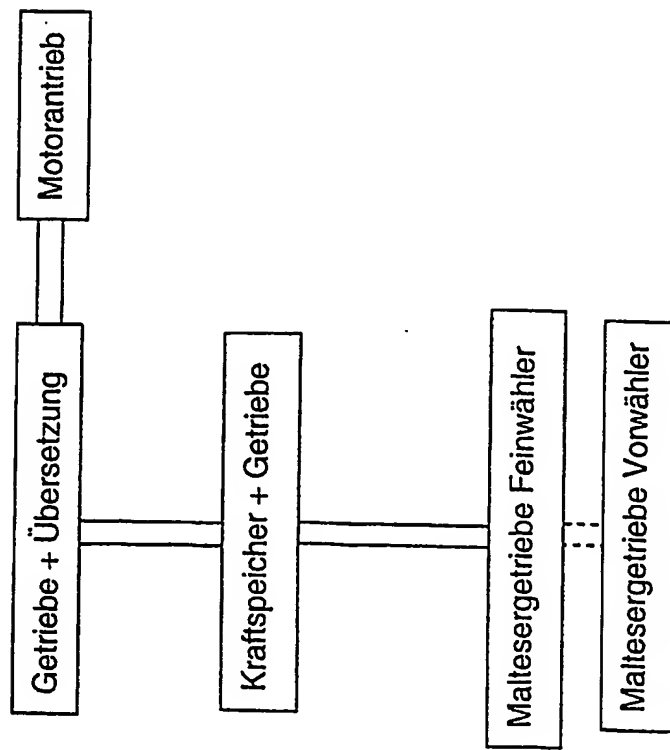 Motorantrieb
Getriebe + Übersetzung
Kraftspeicher + Getriebe
Maltesergetriebe Feinwähler
Maltesergetriebe Vorwähler